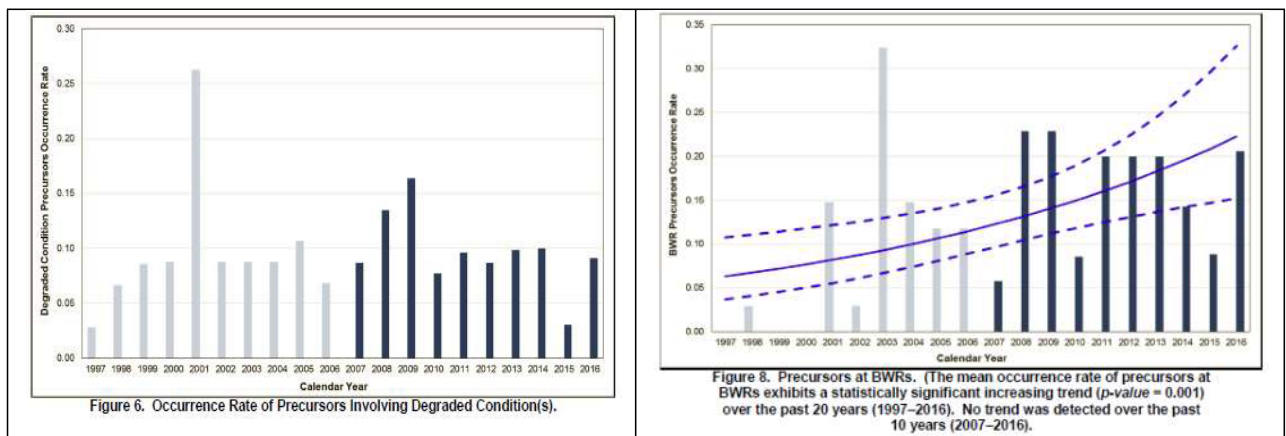 0.30
0.25
0.20
0.15
0.10
0.05
0.00
Degraded Condition Precursors Occurrence Rate
1997 1998 1999 2000 2001 2002 2003 2004 2005 2006 2007 2008 2009 2010 2011 2012 2013 2014 2015 2016
Calendar Year
Figure 6. Occurrence Rate of Precursors Involving Degraded Condition(s).
0.35
0.30
0.25
0.20
0.15
0.10
0.05
0.00
BWR Precursors Occurrence Rate
1997 1998 1999 2000 2001 2002 2003 2004 2005 2006 2007 2008 2009 2010 2011 2012 2013 2014 2015 2016
Calendar Year
Figure 8. Precursors at BWRs. (The mean occurrence rate of precursors at
BWRs exhibits a statistically significant increasing trend (p-value = 0.001)
over the past 20 years (1997–2016). No trend was detected over the past
10 years (2007–2016).